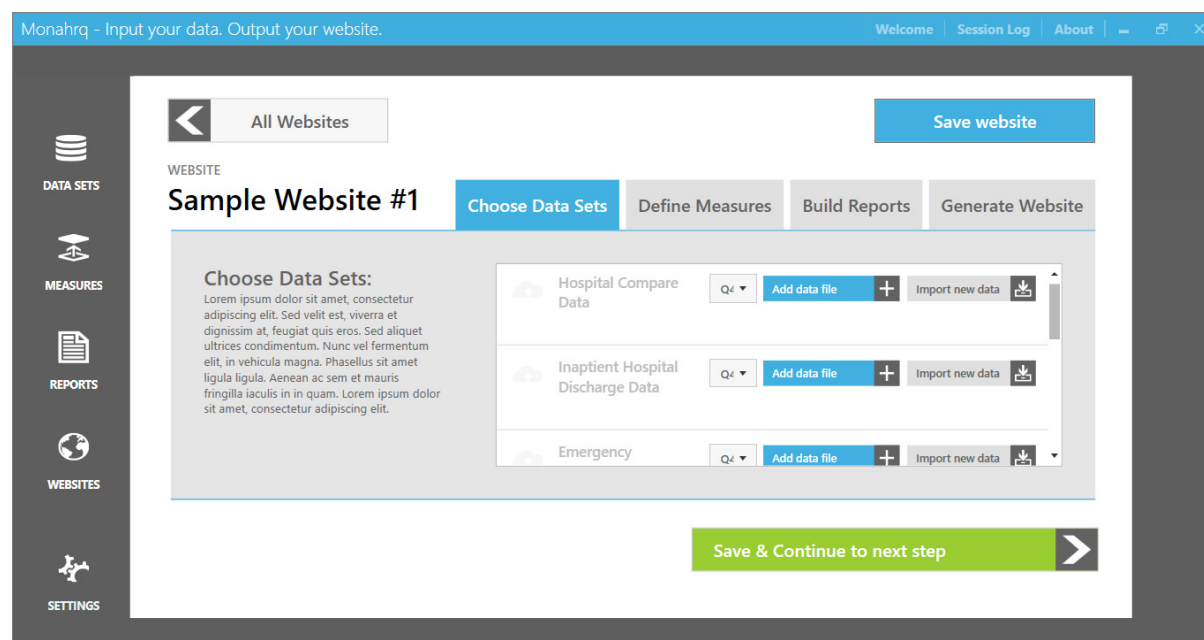 Monahrq - Input your data. Output your website.
Welcome
Session Log
About
DATA SETS
MEASURES
REPORTS
WEBSITES
SETTINGS
All Websites
Save website
WEBSITE
Sample Website #1
Choose Data Sets
Define Measures
Build Reports
Generate Website
Choose Data Sets:
Lorem ipsum dolor sit amet, consectetur
adipiscing elit. Sed velit est, viverra et
dignissim at, feugiat quis eros. Sed aliquet
ultrices condimentum. Nunc vel fermentum
elit, in vehicula magna. Phasellus sit amet
ligula ligula. Aenean ac sem et mauris
fringilla iaculis in in quam. Lorem ipsum dolor
sit amet, consectetur adipiscing elit.
Hospital Compare
Data
Add data file
Import new data
Inaptient Hospital
Discharge Data
Add data file
Import new data
Emergency
Add data file
Import new data
Save & Continue to next step